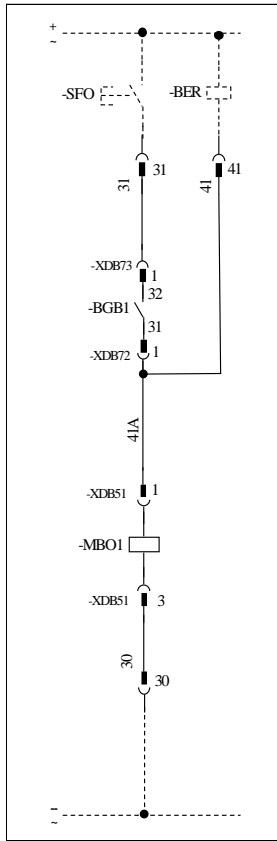 +
~
-SFO
-BER
31
31
41
41
-XDB73
1
32
-BGB1
31
-XDB72
1
41A
-XDB51
1
-MBO1
-XDB51
3
30
30
–
~